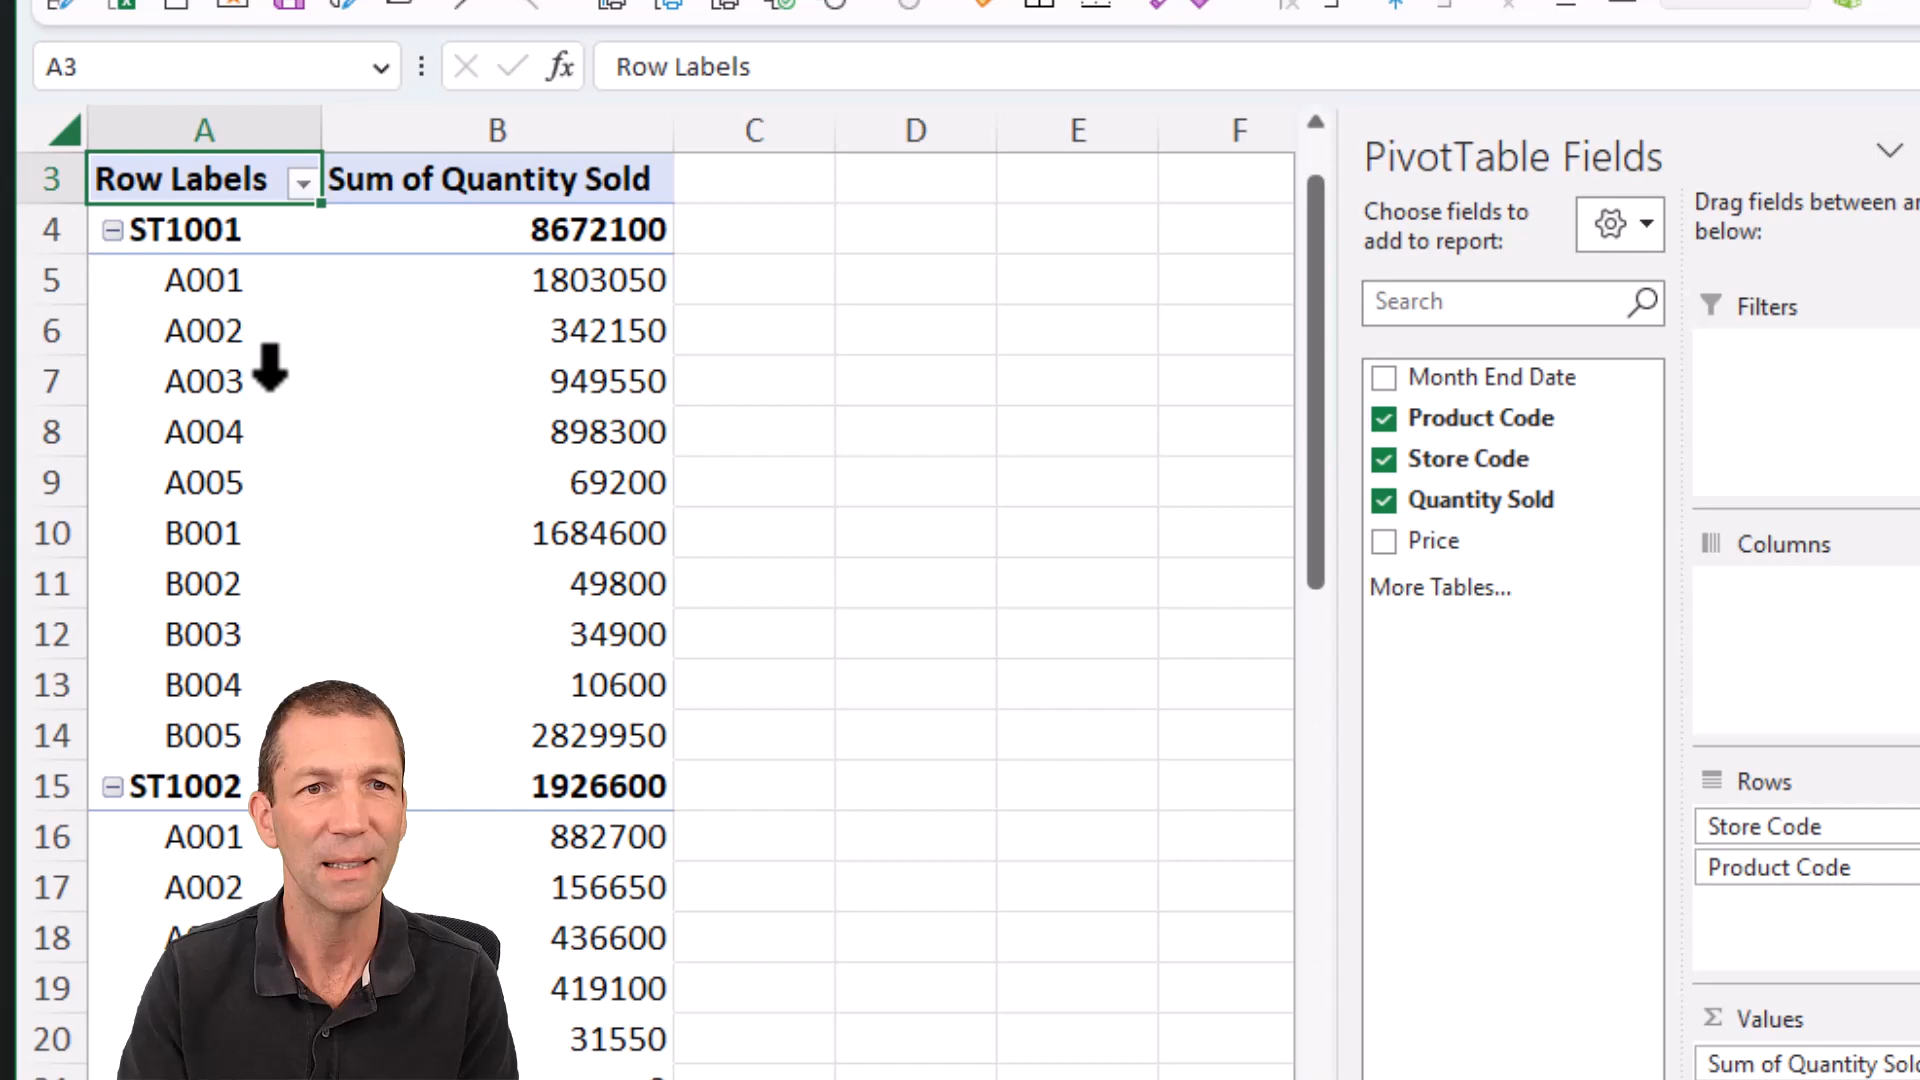 A3
fx
Row Labels
A B C D E F
3 Row Labels Sum of Quantity Sold
4 ST1001 8672100
5 A001 1803050
6 A002 342150
7 A003 949550
8 A004 898300
9 A005 69200
10 B001 1684600
11 B002 49800
12 B003 34900
13 B004 10600
14 B005 2829950
15 ST1002 1926600
16 A001 882700
17 A002 156650
18 436600
19 419100
20 31550
PivotTable Fields
Choose fields to
add to report:
Search
Month End Date
Product Code
Store Code
Quantity Sold
Price
More Tables...
Drag fields between
below:
Filters
Columns
Rows
Store Code
Product Code
Σ Values
Sum of Quantity